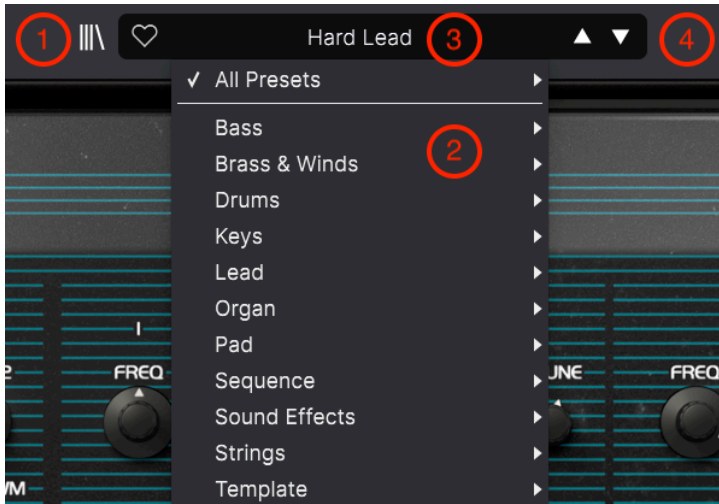 1 Hard Lead 3 4
✓ All Presets
Bass
2
Brass & Winds
Drums
Keys
Lead
Organ
Pad
Sequence
Sound Effects
Strings
Template
I
FREQ
FREQ